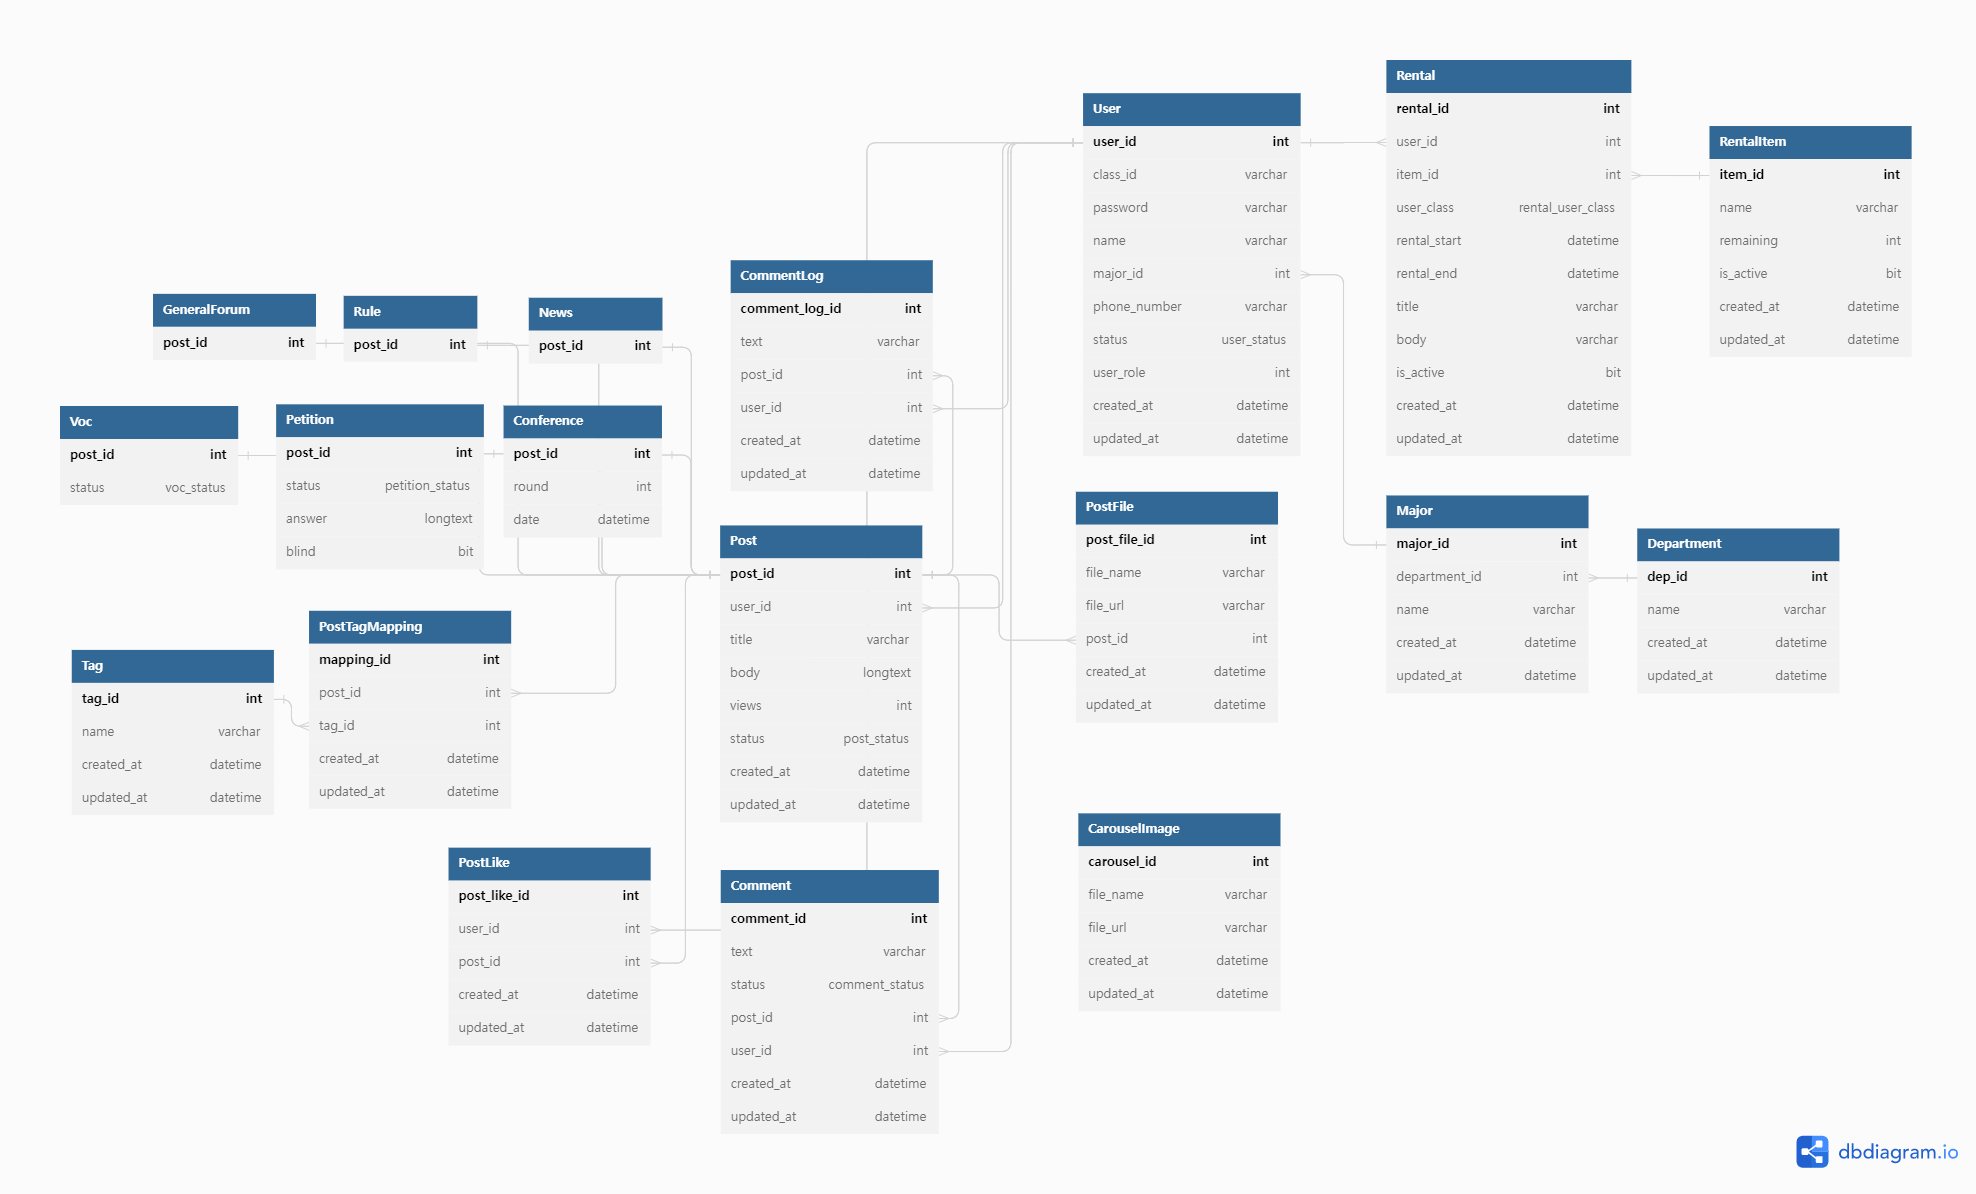 Rental
rental_id int
user_id int
item_id int
user_class rental_user_class
rental_start datetime
rental_end datetime
title varchar
body varchar
is_active bit
created_at datetime
updated_at datetime
User
user_id int
class_id varchar
password varchar
name varchar
major_id int
phone_number varchar
status user_status
user_role int
created_at datetime
updated_at datetime
RentalItem
item_id int
name varchar
remaining int
is_active bit
created_at datetime
updated_at datetime
CommentLog
comment_log_id int
text varchar
post_id int
user_id int
created_at datetime
updated_at datetime
GeneralForum
post_id int
Rule
post_id int
News
post_id int
Voc
post_id int
status voc_status
Petition
post_id int
status petition_status
answer longtext
blind bit
Conference
post_id int
round int
date datetime
PostFile
post_file_id int
file_name varchar
file_url varchar
post_id int
created_at datetime
updated_at datetime
Major
major_id int
department_id int
name varchar
created_at datetime
updated_at datetime
Department
dep_id int
name varchar
created_at datetime
updated_at datetime
Post
post_id int
user_id int
title varchar
body longtext
views int
status post_status
created_at datetime
updated_at datetime
PostTagMapping
mapping_id int
post_id int
tag_id int
created_at datetime
updated_at datetime
Tag
tag_id int
name varchar
created_at datetime
updated_at datetime
CarouselImage
carousel_id int
file_name varchar
file_url varchar
created_at datetime
updated_at datetime
PostLike
post_like_id int
user_id int
post_id int
created_at datetime
updated_at datetime
Comment
comment_id int
text varchar
status comment_status
post_id int
user_id int
created_at datetime
updated_at datetime
dbdiagram.io